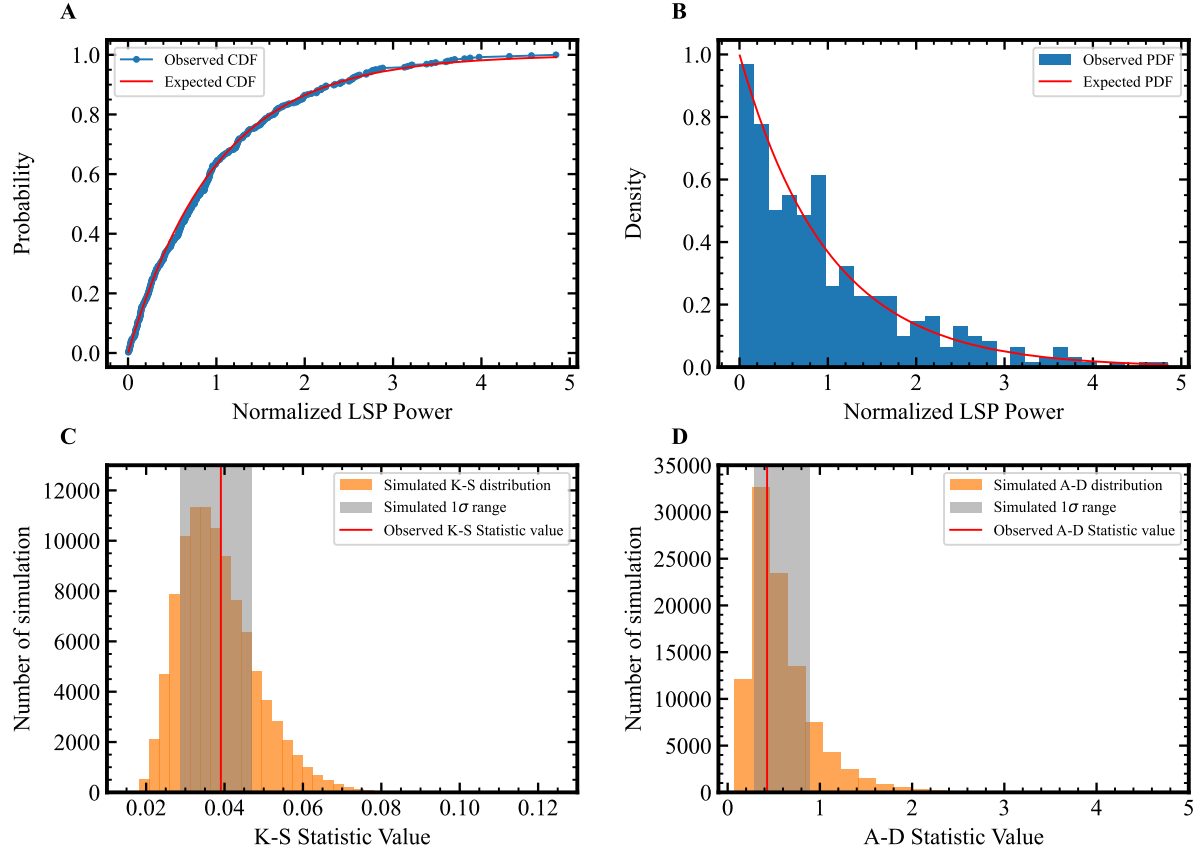 A
Observed CDF
Expected CDF
1.0
0.8
0.6
0.4
0.2
0.0
Probability
0 1 2 3 4 5
Normalized LSP Power
B
Observed PDF
Expected PDF
1.0
0.8
0.6
0.4
0.2
0.0
Density
0 1 2 3 4 5
Normalized LSP Power
C
Simulated K-S distribution
Simulated 1σ range
Observed K-S Statistic value
12000
10000
8000
6000
4000
2000
0
Number of simulation
0.02 0.04 0.06 0.08 0.10 0.12
K-S Statistic Value
D
Simulated A-D distribution
Simulated 1σ range
Observed A-D Statistic value
35000
30000
25000
20000
15000
10000
5000
0
Number of simulation
0 1 2 3 4 5
A-D Statistic Value